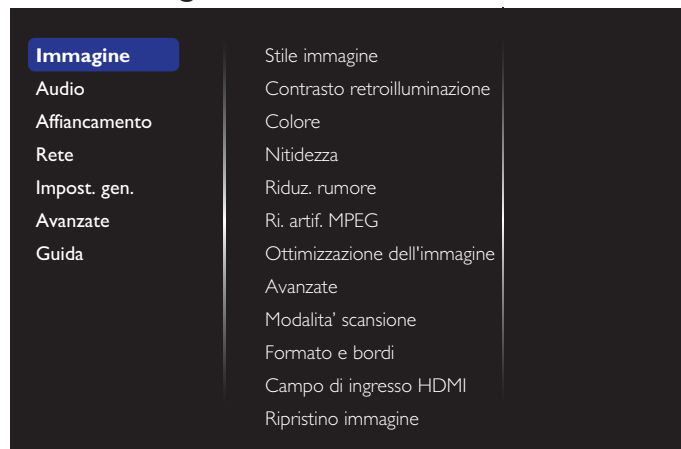 Immagine
Audio
Affiancamento
Rete
Impost. gen.
Avanzate
Guida
Stile immagine
Contrasto retroilluminazione
Colore
Nitidezza
Riduz. rumore
Ri. artif. MPEG
Ottimizzazione dell'immagine
Avanzate
Modalita’ scansione
Formato e bordi
Campo di ingresso HDMI
Ripristino immagine